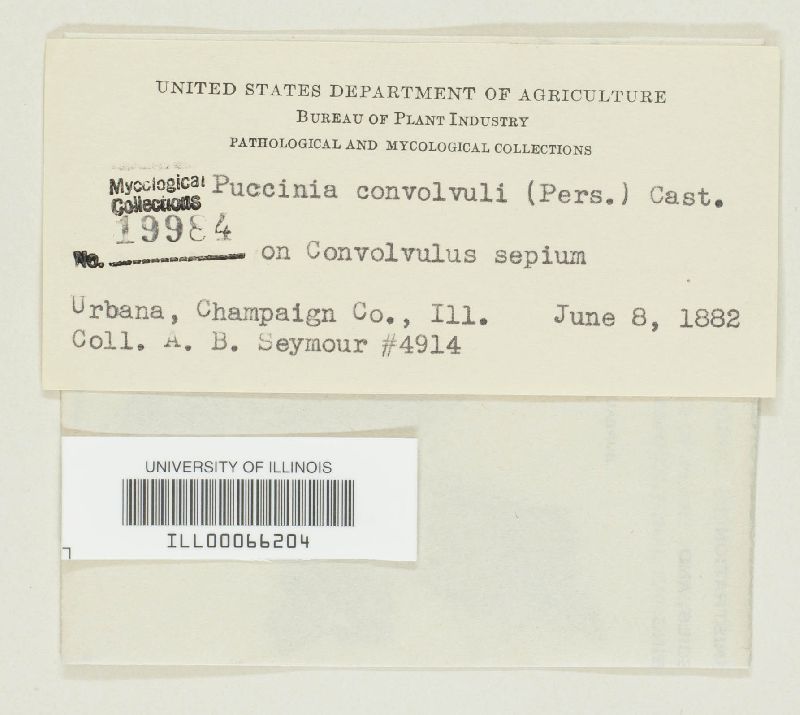 UNITED STATES DEPARTMENT OF AGRICULTURE
BUREAU OF PLANT INDUSTRY
PATHOLOGICAL AND MYCOLOGICAL COLLECTIONS
Mycological Collections
Puccinia convolvuli (Pers.) Cast.
No. 19984
on Convolvulus sepium
Urbana, Champaign Co., Ill. June 8, 1882
Coll. A. B. Seymour #4914
UNIVERSITY OF ILLINOIS
ILL00066204